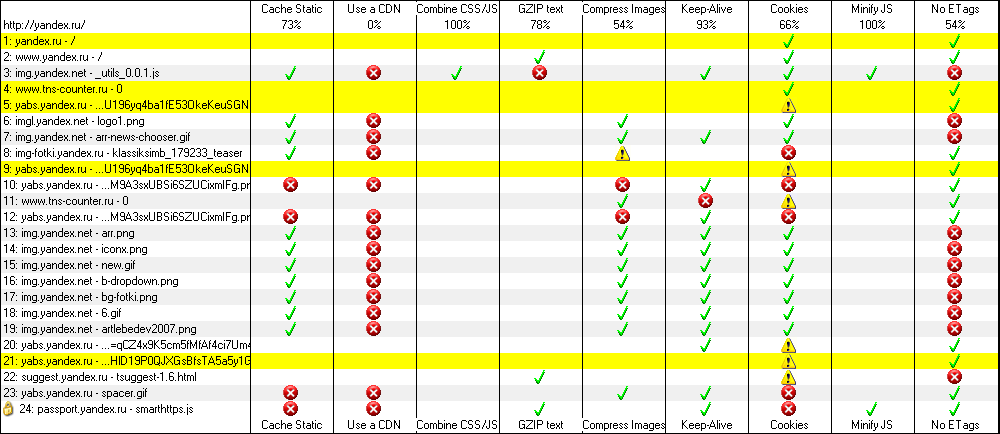 Cache Static Use a CDN Combine CSS/JS GZIP text Compress Images Keep-Alive Cookies Minify JS No ETags
http://yandex.ru/ 73% 0% 100% 78% 54% 93% 66% 100% 54%
1: yandex.ru - /
2: www.yandex.ru - /
3: img.yandex.net - _utils_0.0.1.js
4: www.tns-counter.ru - 0
5: yabs.yandex.ru - ...U196yq4ba1fE53OkeKeuSGN
6: imgl.yandex.net - logo1.png
7: img.yandex.net - arr-news-chooser.gif
8: img-fotki.yandex.ru - klassiksimb_179233_teaser
9: yabs.yandex.ru - ...U196yq4ba1fE53OkeKeuSGN
10: yabs.yandex.ru - ...M9A3sxUBSi6SZUCixmIFg.pr
11: www.tns-counter.ru - 0
12: yabs.yandex.ru - ...M9A3sxUBSi6SZUCixmIFg.pr
13: img.yandex.net - arr.png
14: img.yandex.net - iconx.png
15: img.yandex.net - new.gif
16: img.yandex.net - b-dropdown.png
17: img.yandex.net - bg-fotki.png
18: img.yandex.net - 6.gif
19: img.yandex.net - artlebedev2007.png
20: yabs.yandex.ru - ...=qCZ4x9K5cm5fMfAf4ci7Um4
21: yabs.yandex.ru - ...HID19P0QJXGsBfsTA5a5y1G
22: suggest.yandex.ru - tsuggest-1.6.html
23: yabs.yandex.ru - spacer.gif
24: passport.yandex.ru - smarthttps.js
Cache Static Use a CDN Combine CSS/JS GZIP text Compress Images Keep-Alive Cookies Minify JS No ETags